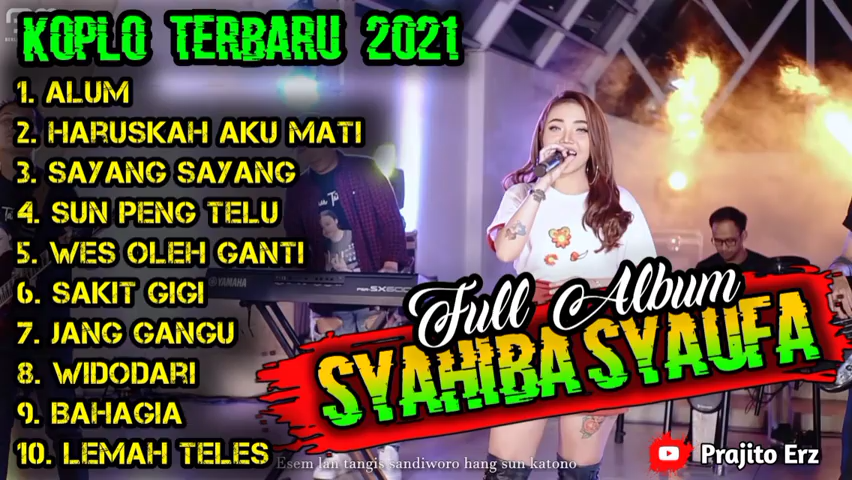 KOPLO TERBARU 2021
1. ALUM
2. HARUSKAH AKU MATI
3. SAYANG SAYANG
4. SUN PENG TELU
5. WES OLEH GANTI
6. SAKIT GIGI
7. JANG GANGU
8. WIDODARI
9. BAHAGIA
10. LEMAH TELES
YAMAHA
PSR-SX600
Full Album
SYAHIBA SYAUFA
Prajito Erz
Esem lan tangis sandiworo hang sun katono